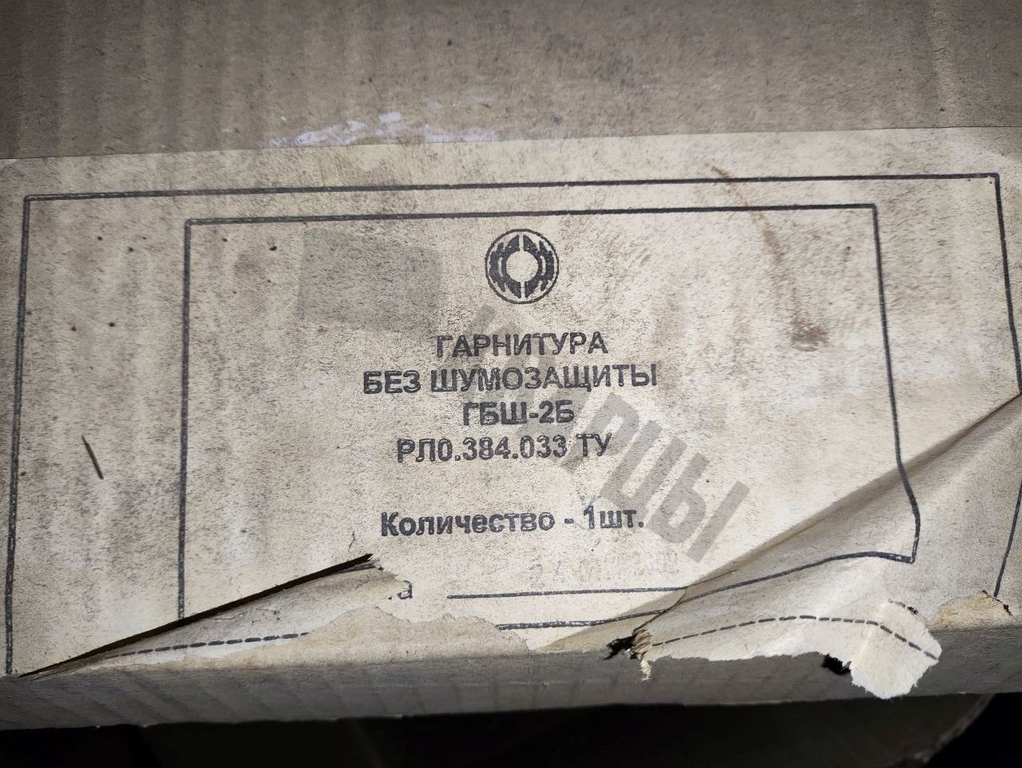 ГАРНИТУРА
БЕЗ ШУМОЗАЩИТЫ
ГБШ-2Б
РЛ0.384.033 ТУ
Количество - 1шт.